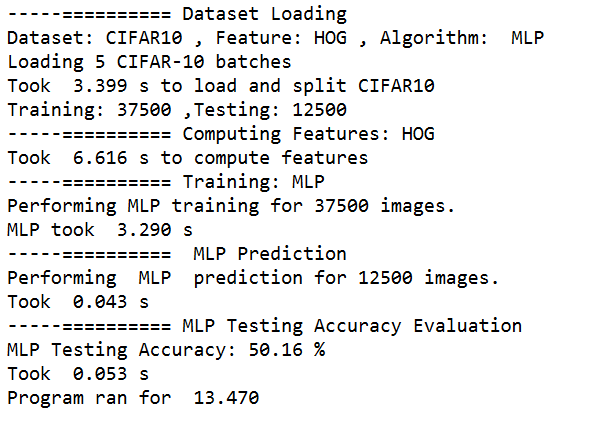 -----========== Dataset Loading
Dataset: CIFAR10 , Feature: HOG , Algorithm:  MLP
Loading 5 CIFAR-10 batches
Took  3.399 s to load and split CIFAR10
Training: 37500 ,Testing: 12500
-----========== Computing Features: HOG
Took  6.616 s to compute features
-----========== Training: MLP
Performing MLP training for 37500 images.
MLP took  3.290 s
-----==========  MLP Prediction
Performing  MLP  prediction for 12500 images.
Took  0.043 s
-----========== MLP Testing Accuracy Evaluation
MLP Testing Accuracy: 50.16 %
Took  0.053 s
Program ran for  13.470